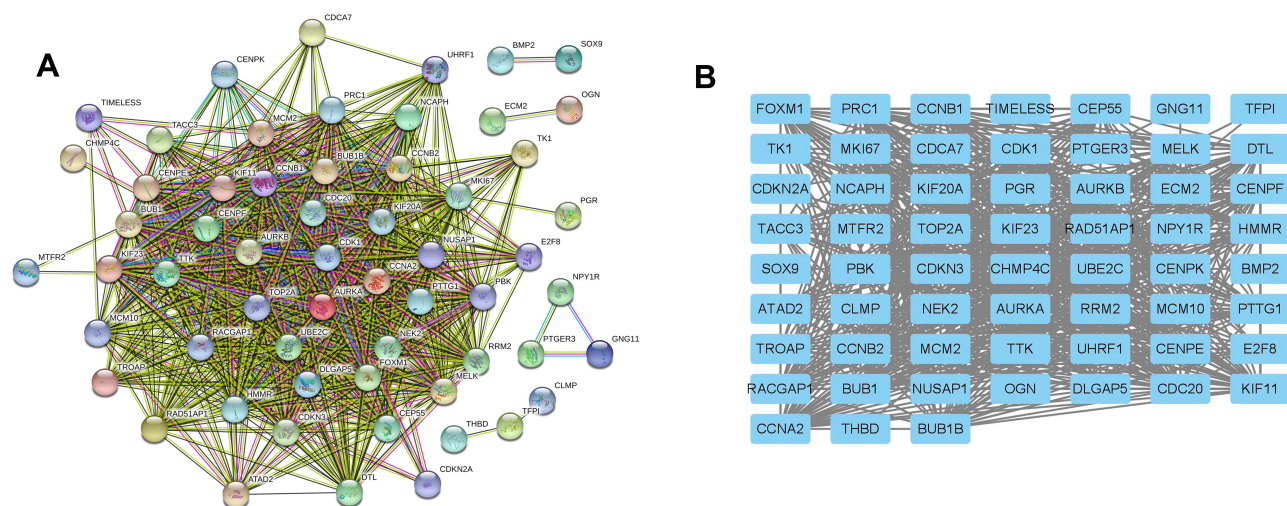 A
CDCA7
UHRF1
BMP2
SOX9
CENPK
TIMELESS
PRC1
NCAPH
ECM2
OGN
MCM2
TACC3
CHMP4C
TK1
BUB1B
CCNB2
CCNB1
CENPE
KIF11
MKI67
CDC20
PGR
BUB1
CENPF
KIF20A
AURKB
CDK1
NUSAP1
E2F8
MTFR2
KIF23
TTK
CCNA2
PBK
NPY1R
TOP2A
AURKA
PTTG1
MCM10
RACGAP1
UBE2C
NEK2
PTGER3
GNG11
RRM2
FOXM1
DLGAP5
TROAP
MELK
HMMR
CLMP
RAD51AP1
CDKN3
CEP55
TFPI
THBD
ATAD2
DTL
CDKN2A
B
FOXM1 PRC1 CCNB1 TIMELESS CEP55 GNG11 TFPI
TK1 MKI67 CDCA7 CDK1 PTGER3 MELK DTL
CDKN2A NCAPH KIF20A PGR AURKB ECM2 CENPF
TACC3 MTFR2 TOP2A KIF23 RAD51AP1 NPY1R HMMR
SOX9 PBK CDKN3 CHMP4C UBE2C CENPK BMP2
ATAD2 CLMP NEK2 AURKA RRM2 MCM10 PTTG1
TROAP CCNB2 MCM2 TTK UHRF1 CENPE E2F8
RACGAP1 BUB1 NUSAP1 OGN DLGAP5 CDC20 KIF11
CCNA2 THBD BUB1B